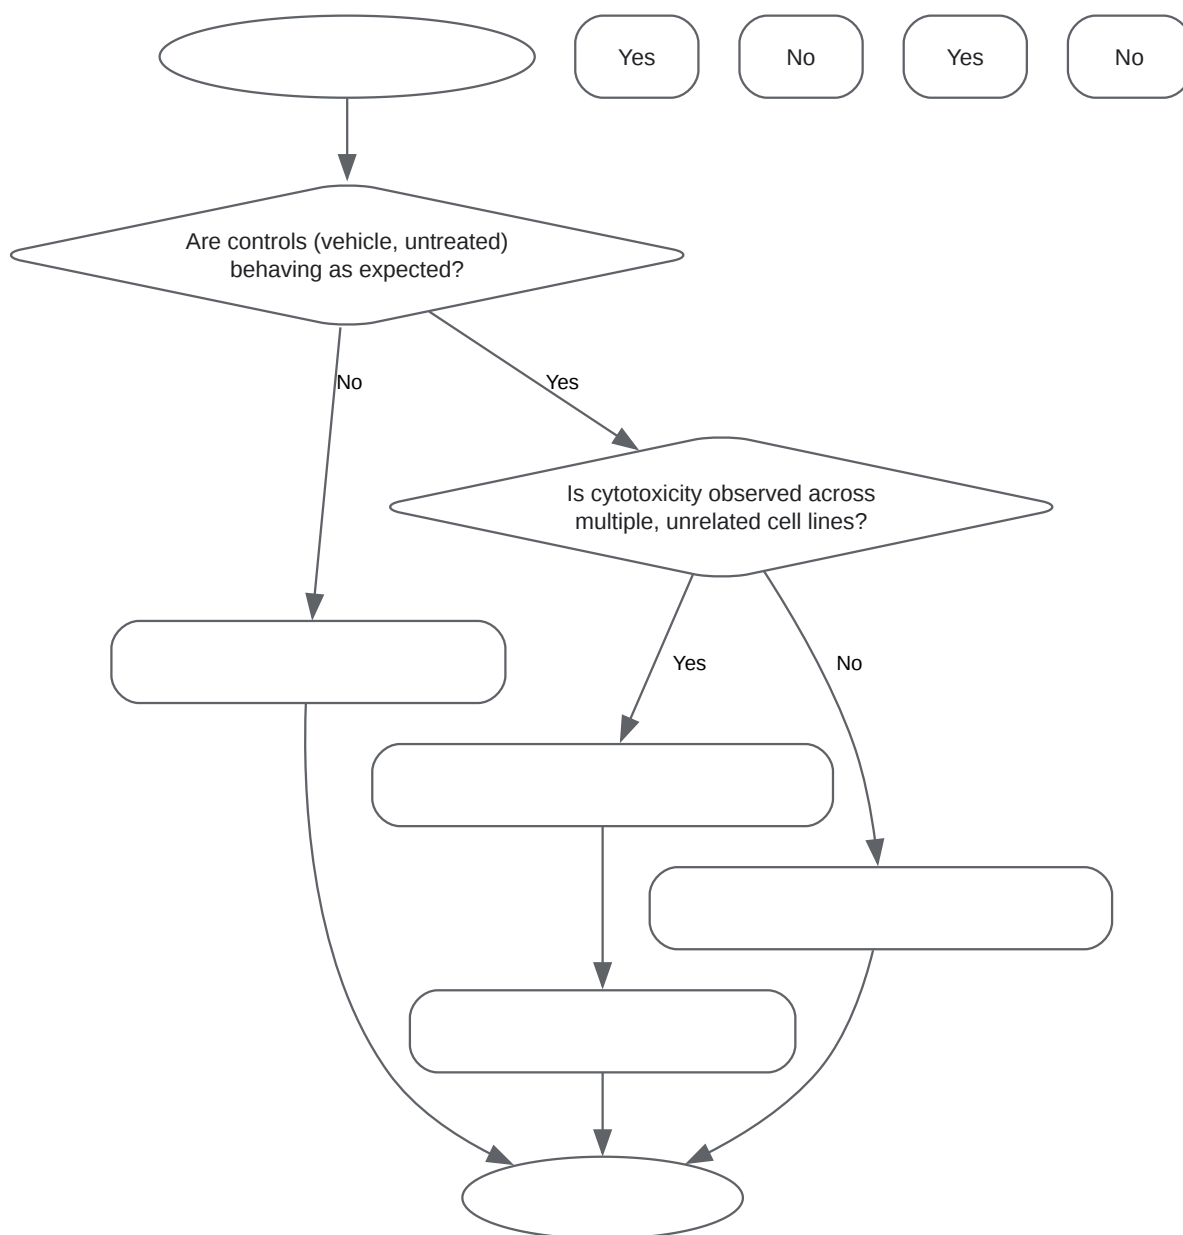 Yes
No
Yes
No
Are controls (vehicle, untreated)
behaving as expected?
No
Yes
Is cytotoxicity observed across
multiple, unrelated cell lines?
Yes
No